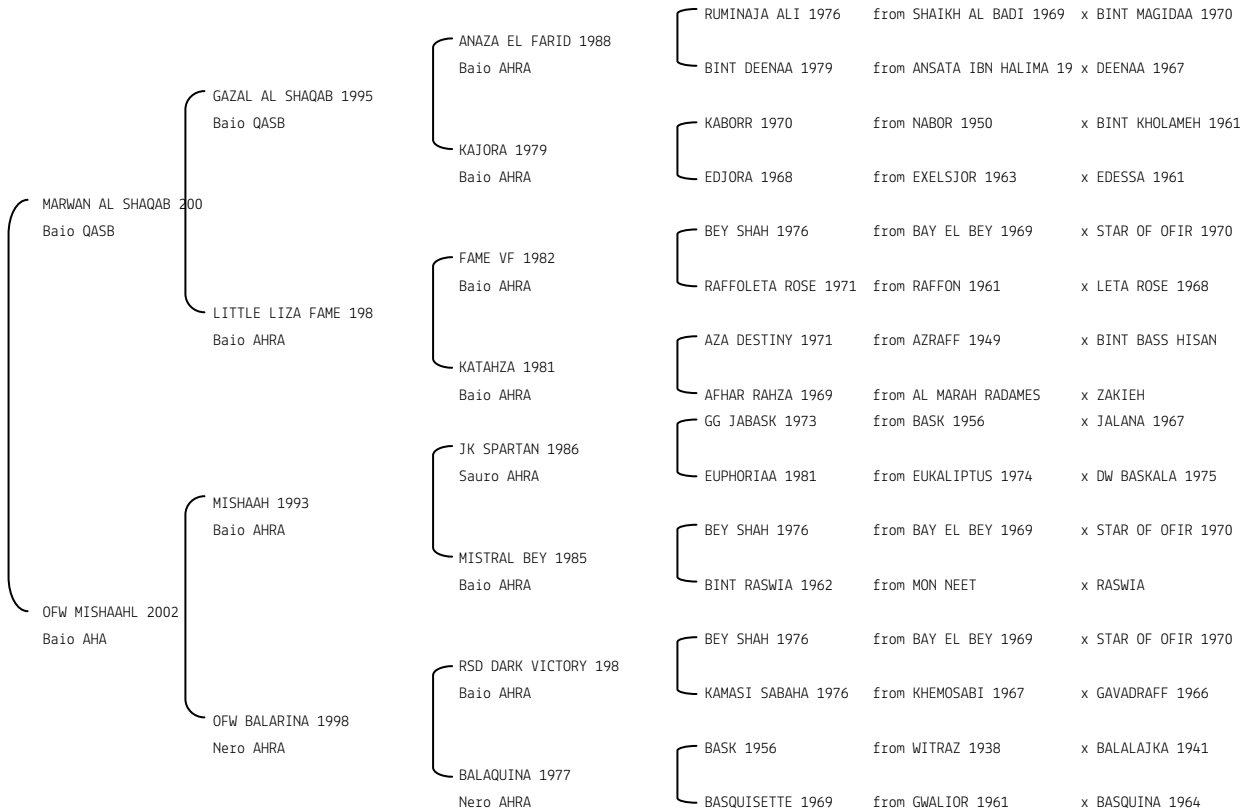 RUMINAJA ALI 1976 from SHAIKH AL BADI 1969 x BINT MAGIDAA 1970
ANAZA EL FARID 1988
Baio AHRA BINT DEENAA 1979 from ANSATA IBN HALIMA 19 x DEENAA 1967
GAZAL AL SHAQAB 1995
Baio QASB KABORR 1970 from NABOR 1950 x BINT KHOLAMEH 1961
KAJORA 1979
Baio AHRA EDJORA 1968 from EXELSJOR 1963 x EDESSA 1961
MARWAN AL SHAQAB 200
Baio QASB BEY SHAH 1976 from BAY EL BEY 1969 x STAR OF OFIR 1970
FAME VF 1982
Baio AHRA RAFFOLETA ROSE 1971 from RAFFON 1961 x LETA ROSE 1968
LITTLE LIZA FAME 198
Baio AHRA AZA DESTINY 1971 from AZRAFF 1949 x BINT BASS HISAN
KATAHZA 1981
Baio AHRA AFHAR RAHZA 1969 from AL MARAH RADAMES x ZAKIEH
GG JABASK 1973 from BASK 1956 x JALANA 1967
JK SPARTAN 1986
Sauro AHRA EUPHORIAA 1981 from EUKALIPTUS 1974 x DW BASKALA 1975
MISHAAH 1993
Baio AHRA BEY SHAH 1976 from BAY EL BEY 1969 x STAR OF OFIR 1970
MISTRAL BEY 1985
Baio AHRA BINT RASWIA 1962 from MON NEET x RASWIA
OFW MISHAAHL 2002
Baio AHA BEY SHAH 1976 from BAY EL BEY 1969 x STAR OF OFIR 1970
RSD DARK VICTORY 198
Baio AHRA KAMASI SABAHA 1976 from KHEMOSABI 1967 x GAVADRAFF 1966
OFW BALARINA 1998
Nero AHRA BASK 1956 from WITRAZ 1938 x BALALAJKA 1941
BALAQUINA 1977
Nero AHRA BASQUISETTE 1969 from GWALIOR 1961 x BASQUINA 1964